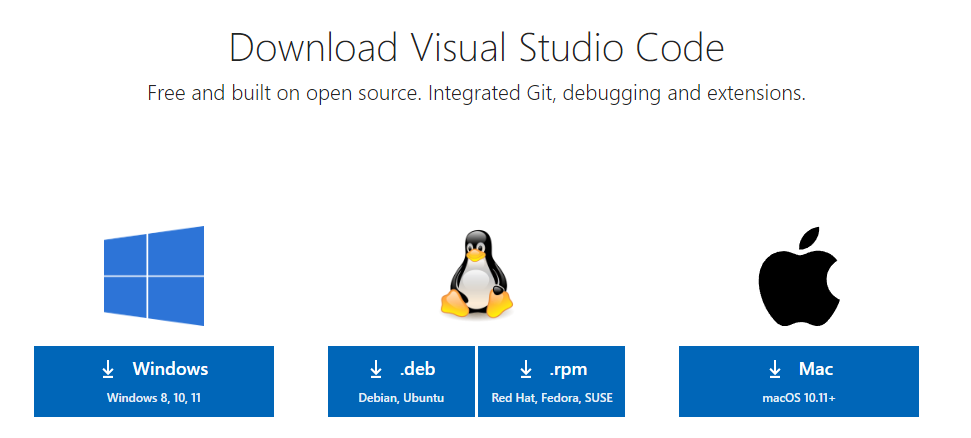 Download Visual Studio Code
Free and built on open source. Integrated Git, debugging and extensions.
Windows
Windows 8, 10, 11
.deb
Debian, Ubuntu
.rpm
Red Hat, Fedora, SUSE
Mac
macOS 10.11+